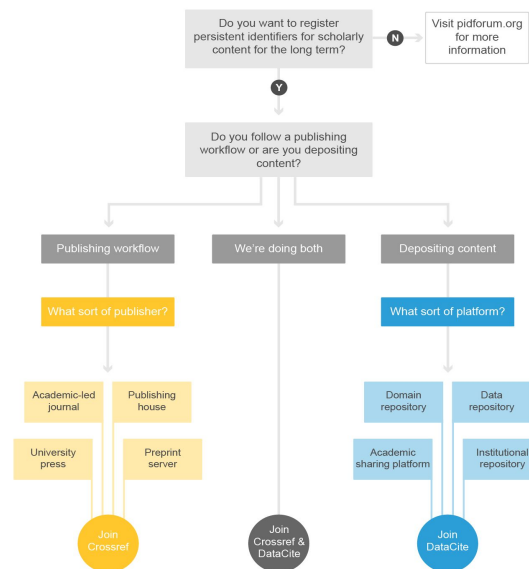 Do you want to register
persistent identifiers for scholarly
content for the long term?
N
Visit pidforum.org
for more
information
Y
Do you follow a publishing
workflow or are you depositing
content?
Publishing workflow
We're doing both
Depositing content
What sort of publisher?
What sort of platform?
Academic-led
journal
Publishing
house
Domain
repository
Data
repository
University
press
Preprint
server
Academic
sharing platform
Institutional
repository
Join
Crossref
Join
Crossref &
DataCite
Join
DataCite